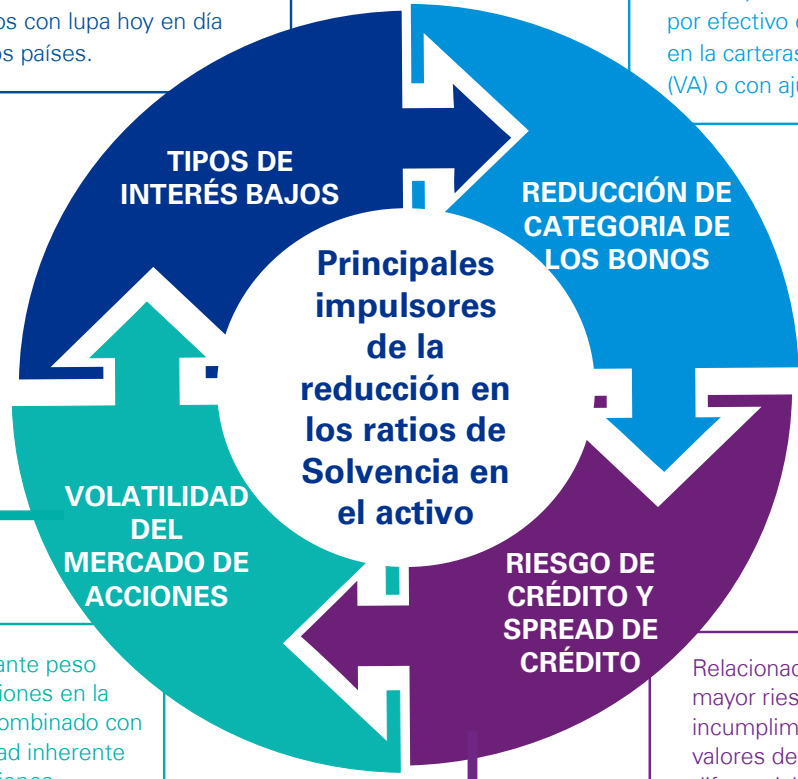 os con lupa hoy en día
os países.
por efectivo
en la carteras
(VA) o con
TIPOS DE
INTERÉS BAJOS
REDUCCIÓN DE
CATEGORIA DE
LOS BONOS
Principales
impulsores
de la
reducción en
los ratios de
Solvencia en
el activo
VOLATILIDAD
DEL
MERCADO DE
ACCIONES
RIESGO DE
CRÉDITO Y
SPREAD DE
CRÉDITO
ante peso
iones en la
ombinado con
ad inherente
Relacionad
mayor ries
incumplim
valores de